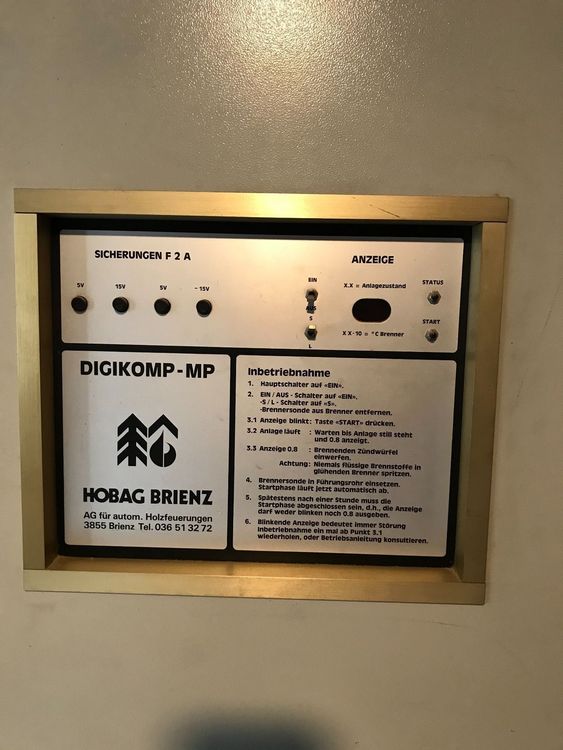 SICHERUNGEN F 2 A
ANZEIGE
5V
15V
5V
- 15V
EIN
S
L
X.X = Anlagezustand
X X·10 = °C Brenner
STATUS
START
DIGIKOMP-MP
HOBAG BRIENZ
AG für autom. Holzfeuerungen
3855 Brienz Tel. 036 51 32 72
Inbetriebnahme
1. Hauptschalter auf «EIN».
2. EIN / AUS - Schalter auf «EIN».
-S / L - Schalter auf «S».
-Brennersonde aus Brenner entfernen.
3.1 Anzeige blinkt: Taste «START» drücken.
3.2 Anlage läuft : Warten bis Anlage still steht
und 0.8 anzeigt.
3.3 Anzeige 0.8 : Brennenden Zündwürfel
einwerfen.
Achtung: Niemals flüssige Brennstoffe in
glühenden Brenner spritzen.
4. Brennersonde in Führungsrohr einsetzen.
Startphase läuft jetzt automatisch ab.
5. Spätestens nach einer Stunde muss die
Startphase abgeschlossen sein, d.h., die Anzeige
darf weder blinken noch 0.8 ausgeben.
6. Blinkende Anzeige bedeutet immer Störung
Inbetriebnahme ein mal ab Punkt 3.1
wiederholen, oder Betriebsanleitung konsultieren.